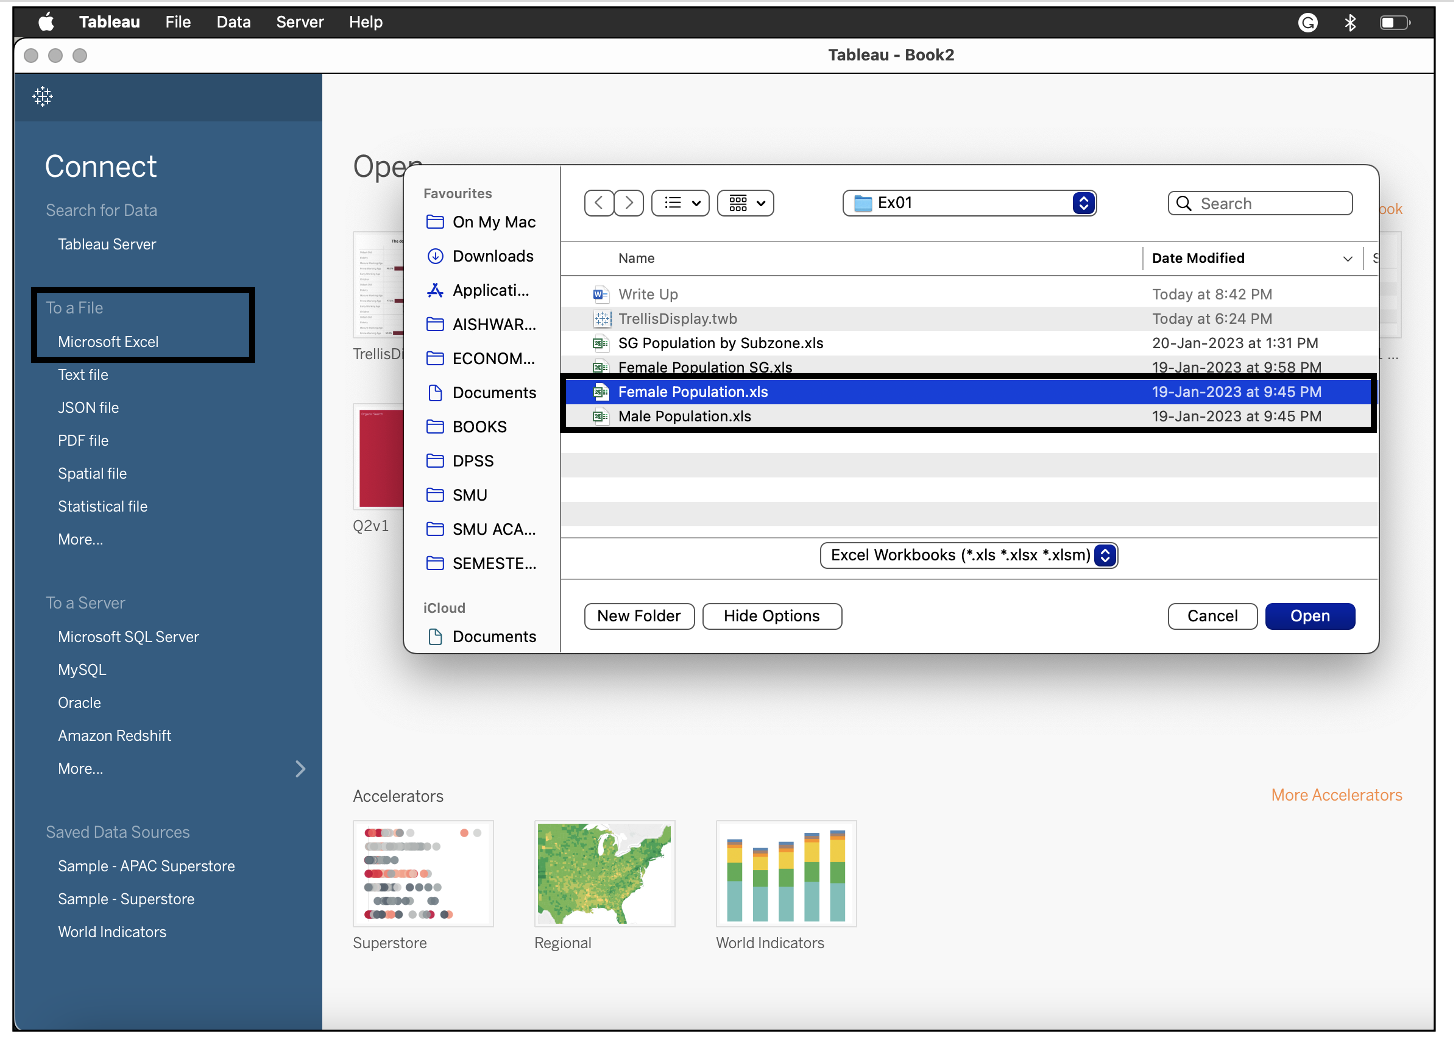 Tableau File Data Server Help
Tableau - Book2
Connect
Search for Data
Tableau Server
To a File
Microsoft Excel
Text file
JSON file
PDF file
Spatial file
Statistical file
More...
To a Server
Microsoft SQL Server
MySQL
Oracle
Amazon Redshift
More...
Saved Data Sources
Sample - APAC Superstore
Sample - Superstore
World Indicators
Open
ook
TrellisDi
...
Q2v1
Favourites
On My Mac
Downloads
Applicati...
AISHWAR...
ECONOM...
Documents
BOOKS
DPSS
SMU
SMU ACA...
SEMESTE...
iCloud
Documents
Ex01
Search
Name Date Modified
Write Up Today at 8:42 PM
TrellisDisplay.twb Today at 6:24 PM
SG Population by Subzone.xls 20-Jan-2023 at 1:31 PM
Female Population SG.xls 19-Jan-2023 at 9:58 PM
Female Population.xls 19-Jan-2023 at 9:45 PM
Male Population.xls 19-Jan-2023 at 9:45 PM
Excel Workbooks (*.xls *.xlsx *.xlsm)
New Folder Hide Options Cancel Open
Accelerators More Accelerators
Superstore Regional World Indicators